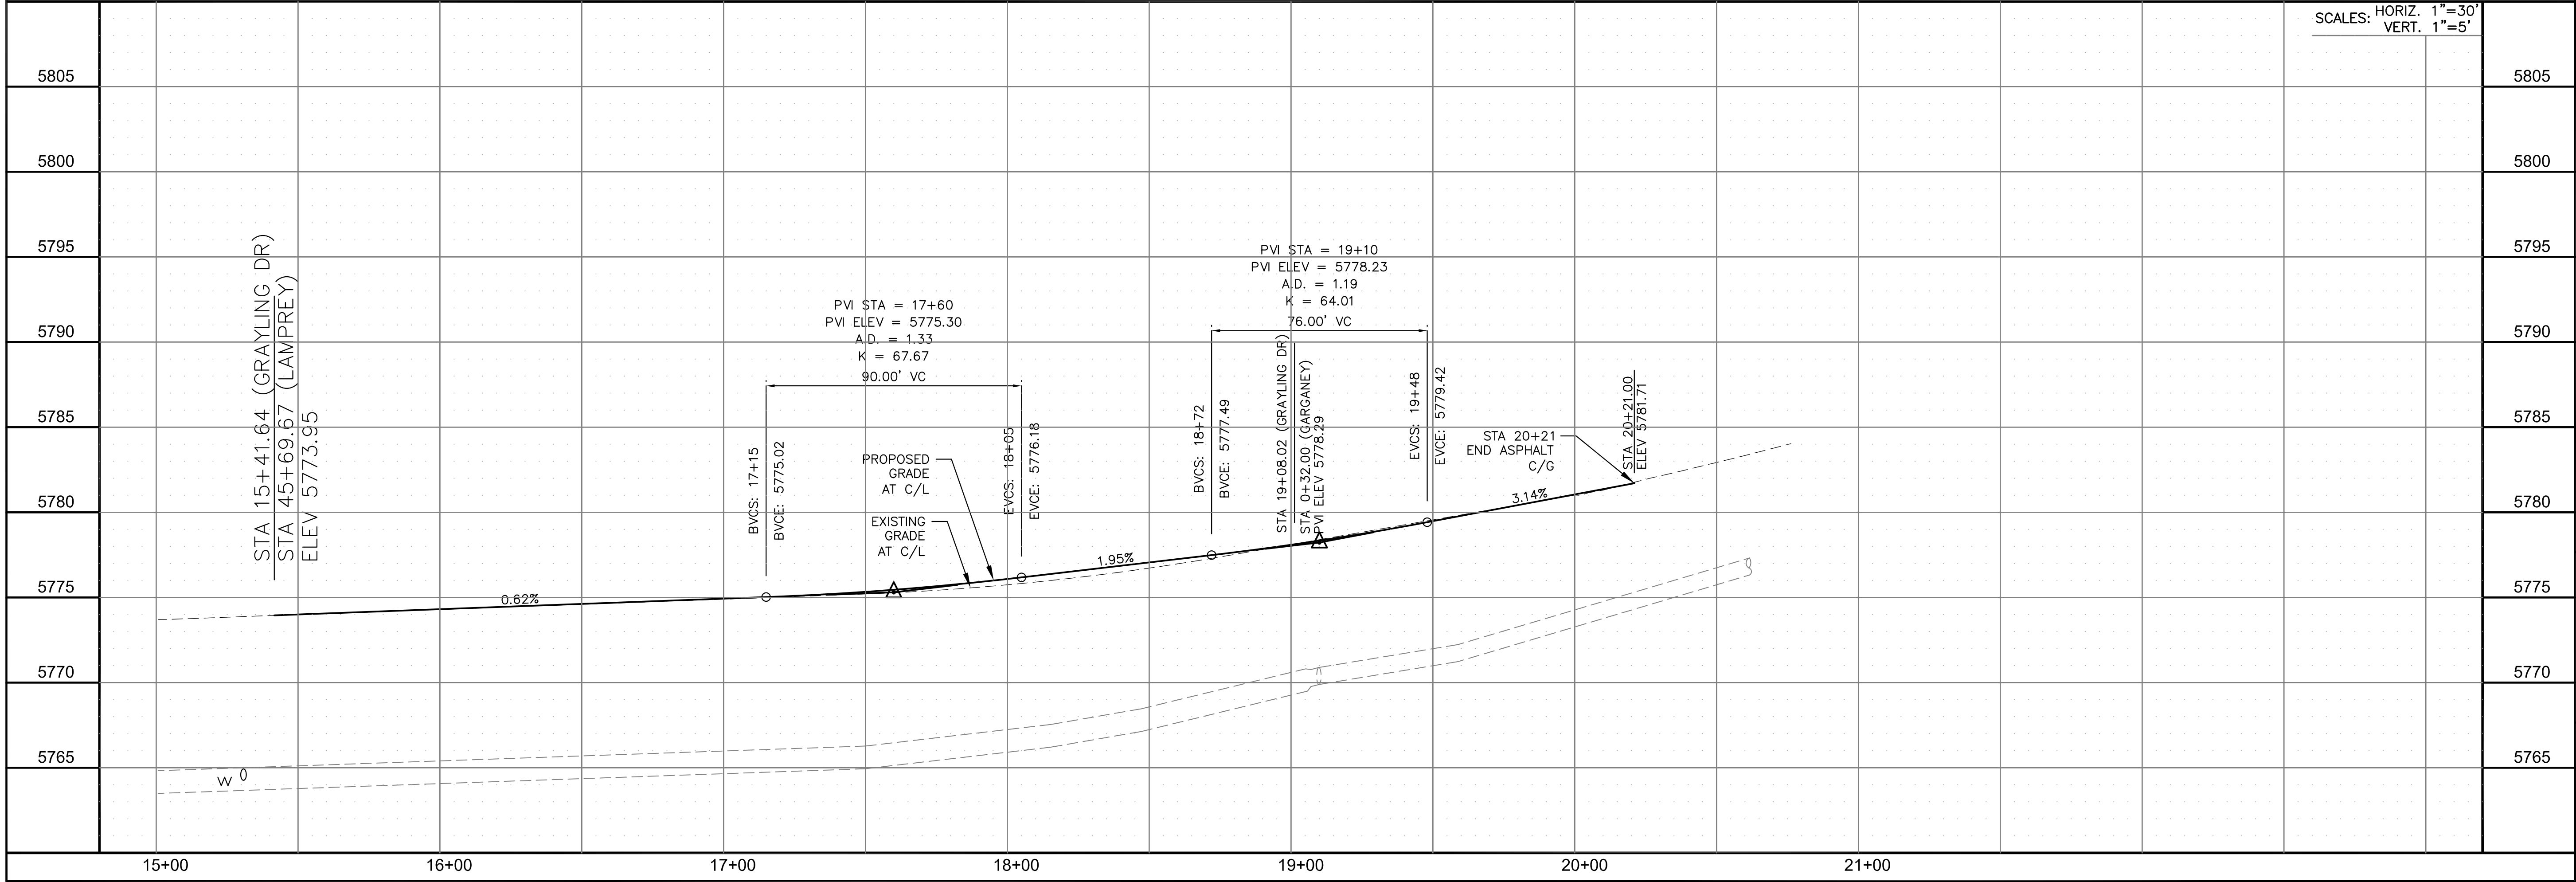 SCALES: HORIZ. 1"=30'
VERT. 1"=5'
5805
5800
5795
5790
5785
5780
5775
5770
5765
5805
5800
5795
5790
5785
5780
5775
5770
5765
STA 15+41.64 (GRAYLING DR)
STA 45+69.67 (LAMPREY)
ELEV 5773.95
0.62%
BVCS: 17+15
BVCE: 5775.02
PVI STA = 17+60
PVI ELEV = 5775.30
A.D. = 1.33
K = 67.67
90.00' VC
PROPOSED
GRADE
AT C/L
EXISTING
GRADE
AT C/L
EVCS: 18+05
EVCE: 5776.18
1.95%
BVCS: 18+72
BVCE: 5777.49
PVI STA = 19+10
PVI ELEV = 5778.23
A.D. = 1.19
K = 64.01
76.00' VC
STA 19+08.02 (GRAYLING DR)
STA 0+32.00 (GARGANEY)
PVI ELEV 5778.29
EVCS: 19+48
EVCE: 5779.42
3.14%
STA 20+21
END ASPHALT
C/G
STA 20+21.00
ELEV 5781.71
W
15+00
16+00
17+00
18+00
19+00
20+00
21+00